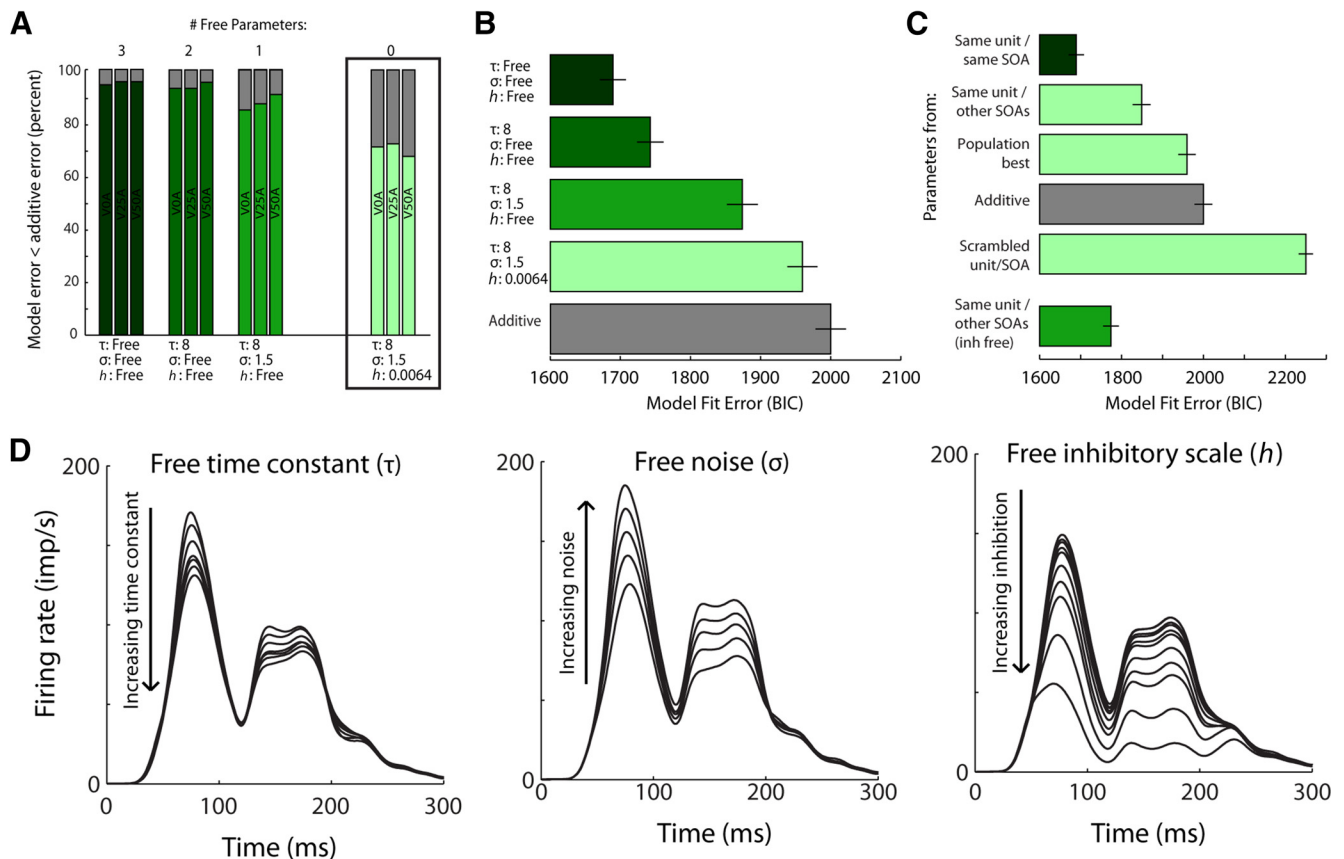 A
# Free Parameters:
3
2
1
0
Model error < additive error (percent)
100
80
60
40
20
0
V0A
V25A
V50A
V0A
V25A
V50A
V0A
V25A
V50A
V0A
V25A
V50A
τ: Free
σ: Free
h: Free
τ: 8
σ: Free
h: Free
τ: 8
σ: 1.5
h: Free
τ: 8
σ: 1.5
h: 0.0064
B
τ: Free
σ: Free
h: Free
τ: 8
σ: Free
h: Free
τ: 8
σ: 1.5
h: Free
τ: 8
σ: 1.5
h: 0.0064
Additive
1600
1700
1800
1900
2000
2100
Model Fit Error (BIC)
C
Parameters from:
Same unit /
same SOA
Same unit /
other SOAs
Population
best
Additive
Scrambled
unit/SOA
Same unit /
other SOAs
(inh free)
1600
1800
2000
2200
Model Fit Error (BIC)
D
Free time constant (τ)
200
0
Firing rate (imp/s)
Increasing time constant
0
100
200
300
Time (ms)
Free noise (σ)
200
0
Increasing noise
0
100
200
300
Time (ms)
Free inhibitory scale (h)
200
0
Increasing inhibition
0
100
200
300
Time (ms)